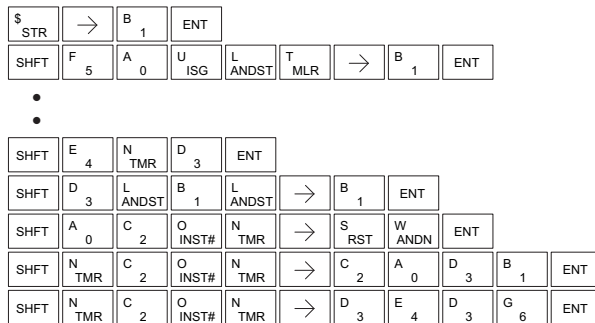 $ STR → B 1 ENT
SHFT F 5 A 0 U ISG L ANDST T MLR → B 1 ENT
•
•
SHFT E 4 N TMR D 3 ENT
SHFT D 3 L ANDST B 1 L ANDST → B 1 ENT
SHFT A 0 C 2 O INST# N TMR → S RST W ANDN ENT
SHFT N TMR C 2 O INST# N TMR → C 2 A 0 D 3 B 1 ENT
SHFT N TMR C 2 O INST# N TMR → D 3 E 4 D 3 G 6 ENT